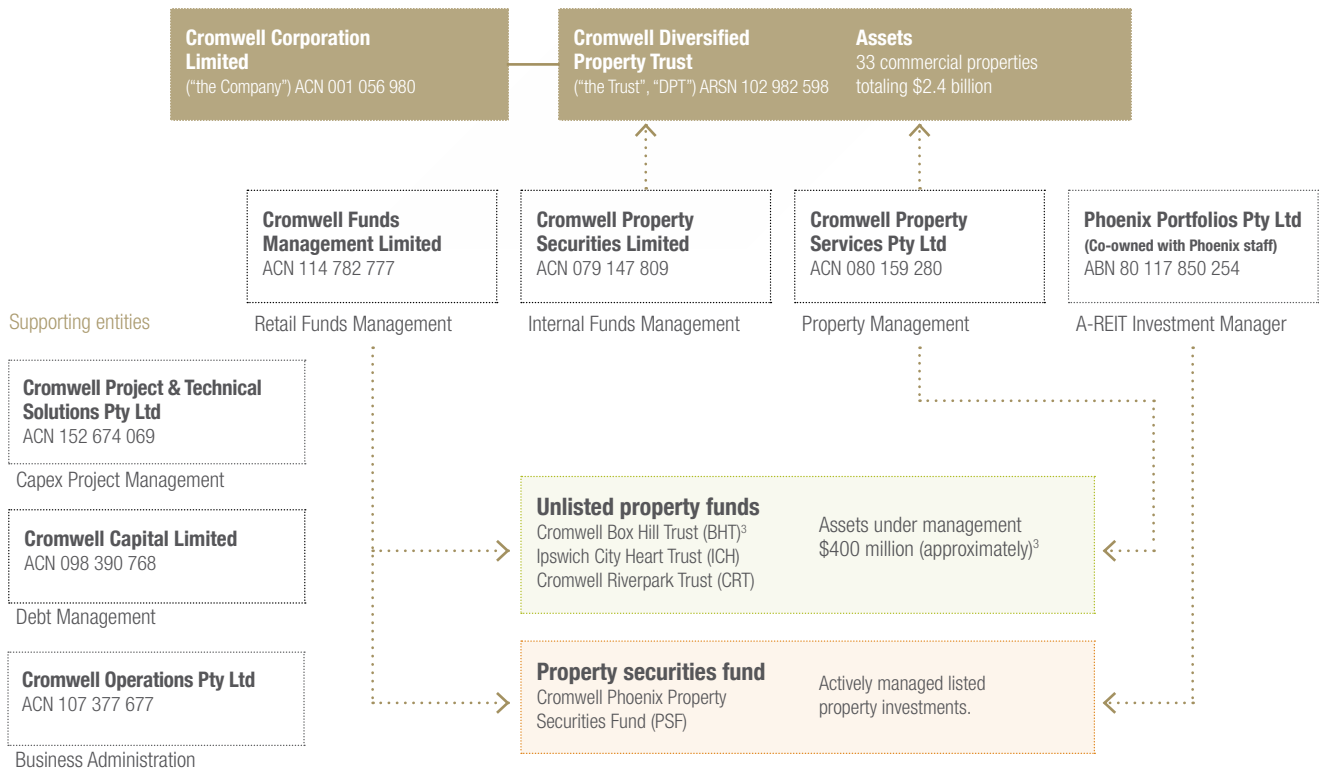 Cromwell Corporation
Limited
(“the Company”) ACN 001 056 980
Cromwell Diversified
Property Trust
(“the Trust”, “DPT”) ARSN 102 982 598
Assets
33 commercial properties
totaling $2.4 billion
Cromwell Funds
Management Limited
ACN 114 782 777
Retail Funds Management
Cromwell Property
Securities Limited
ACN 079 147 809
Internal Funds Management
Cromwell Property
Services Pty Ltd
ACN 080 159 280
Property Management
Phoenix Portfolios Pty Ltd
(Co-owned with Phoenix staff)
ABN 80 117 850 254
A-REIT Investment Manager
Supporting entities
Cromwell Project & Technical
Solutions Pty Ltd
ACN 152 674 069
Capex Project Management
Cromwell Capital Limited
ACN 098 390 768
Debt Management
Cromwell Operations Pty Ltd
ACN 107 377 677
Business Administration
Unlisted property funds
Cromwell Box Hill Trust (BHT)³
Ipswich City Heart Trust (ICH)
Cromwell Riverpark Trust (CRT)
Assets under management
$400 million (approximately)³
Property securities fund
Cromwell Phoenix Property
Securities Fund (PSF)
Actively managed listed
property investments.